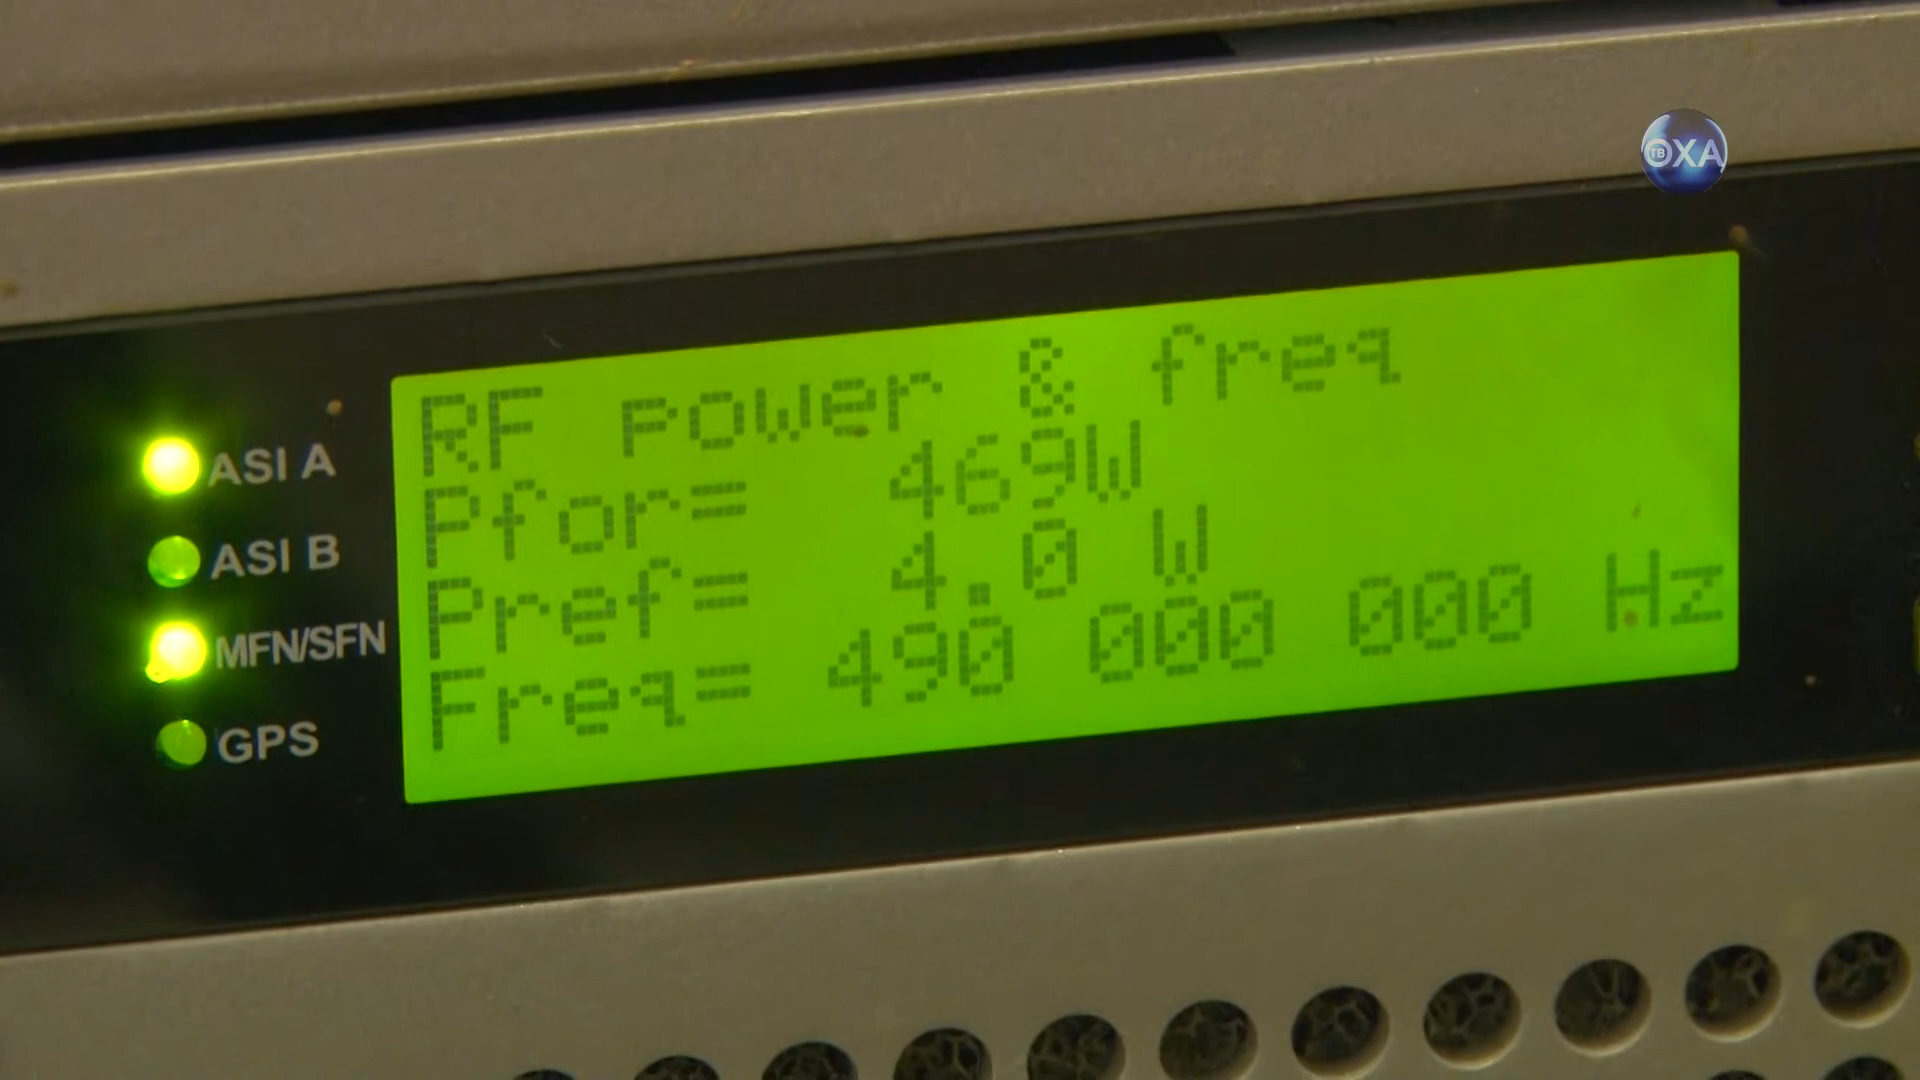 ТВ
ОХА
RF power & freq
Pfor= 469W
Pref= 4.0 W
Freq= 490 000 000 Hz
ASI A
ASI B
MFN/SFN
GPS